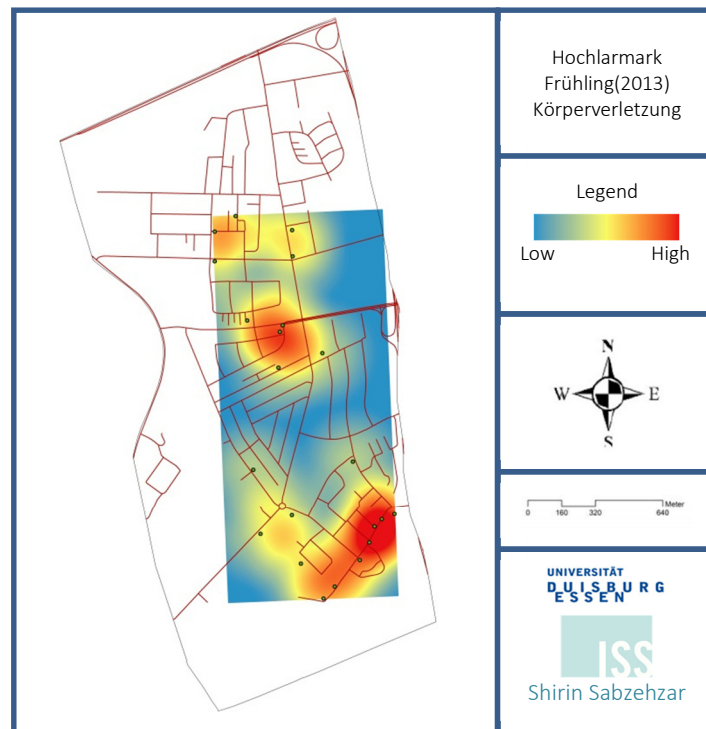 Hochlarmark
Frühling(2013)
Körperverletzung
Legend
Low High
N
W E
S
Meter
0 160 320 640
UNIVERSITÄT
DUISBURG
ESSEN
ISS
Shirin Sabzehzar